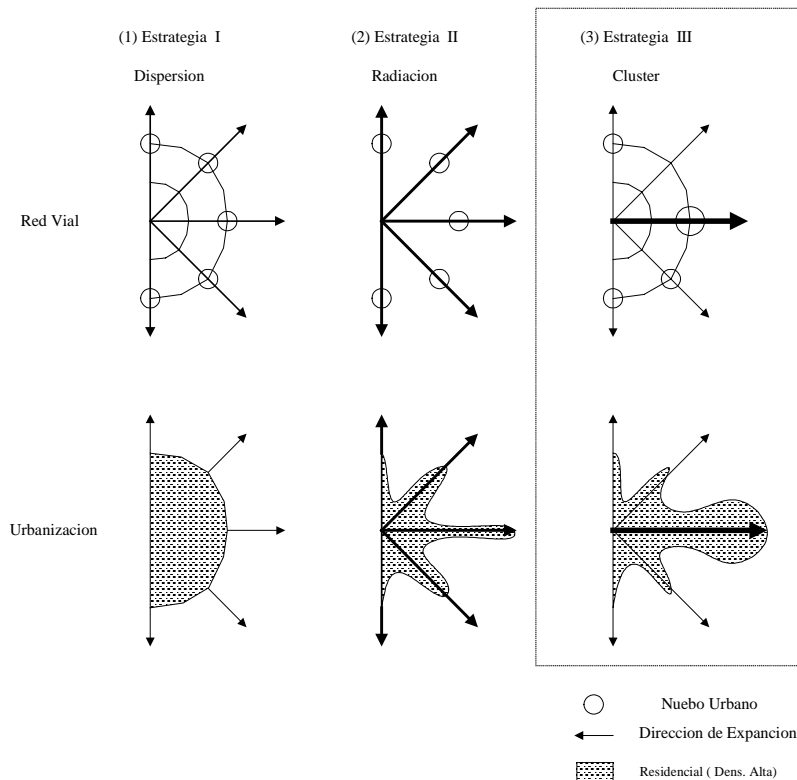 (1) Estrategia I
(2) Estrategia II
(3) Estrategia III
Dispersion
Radiacion
Cluster
Red Vial
Urbanizacion
Nuebo Urbano
Direccion de Expancion
Residencial ( Dens. Alta)